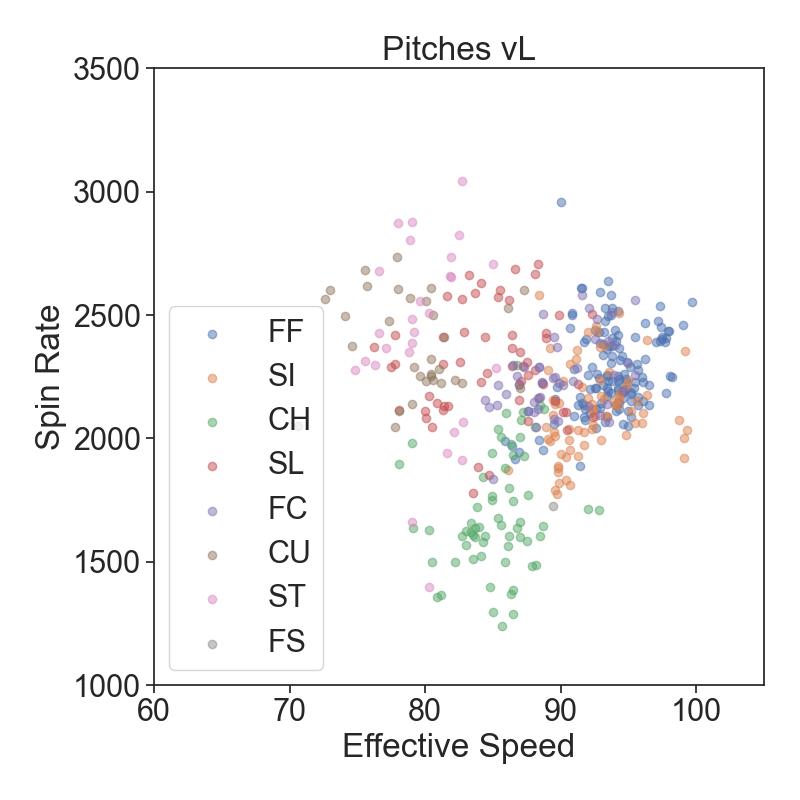 Pitches vL
3500
3000
2500
2000
1500
1000
Spin Rate
FF
SI
CH
SL
FC
CU
ST
FS
60 70 80 90 100
Effective Speed